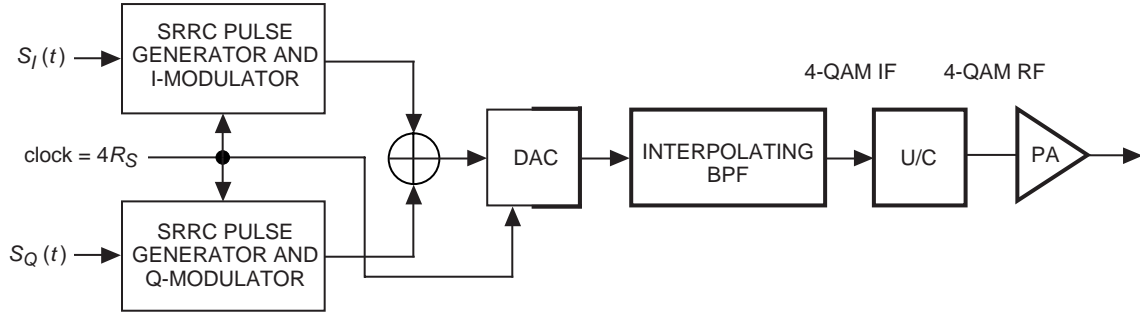 SRRC PULSE
GENERATOR AND
I-MODULATOR
S_I (t)
4-QAM IF
4-QAM RF
clock = 4R_S
DAC
INTERPOLATING
BPF
U/C
PA
SRRC PULSE
GENERATOR AND
Q-MODULATOR
S_Q (t)